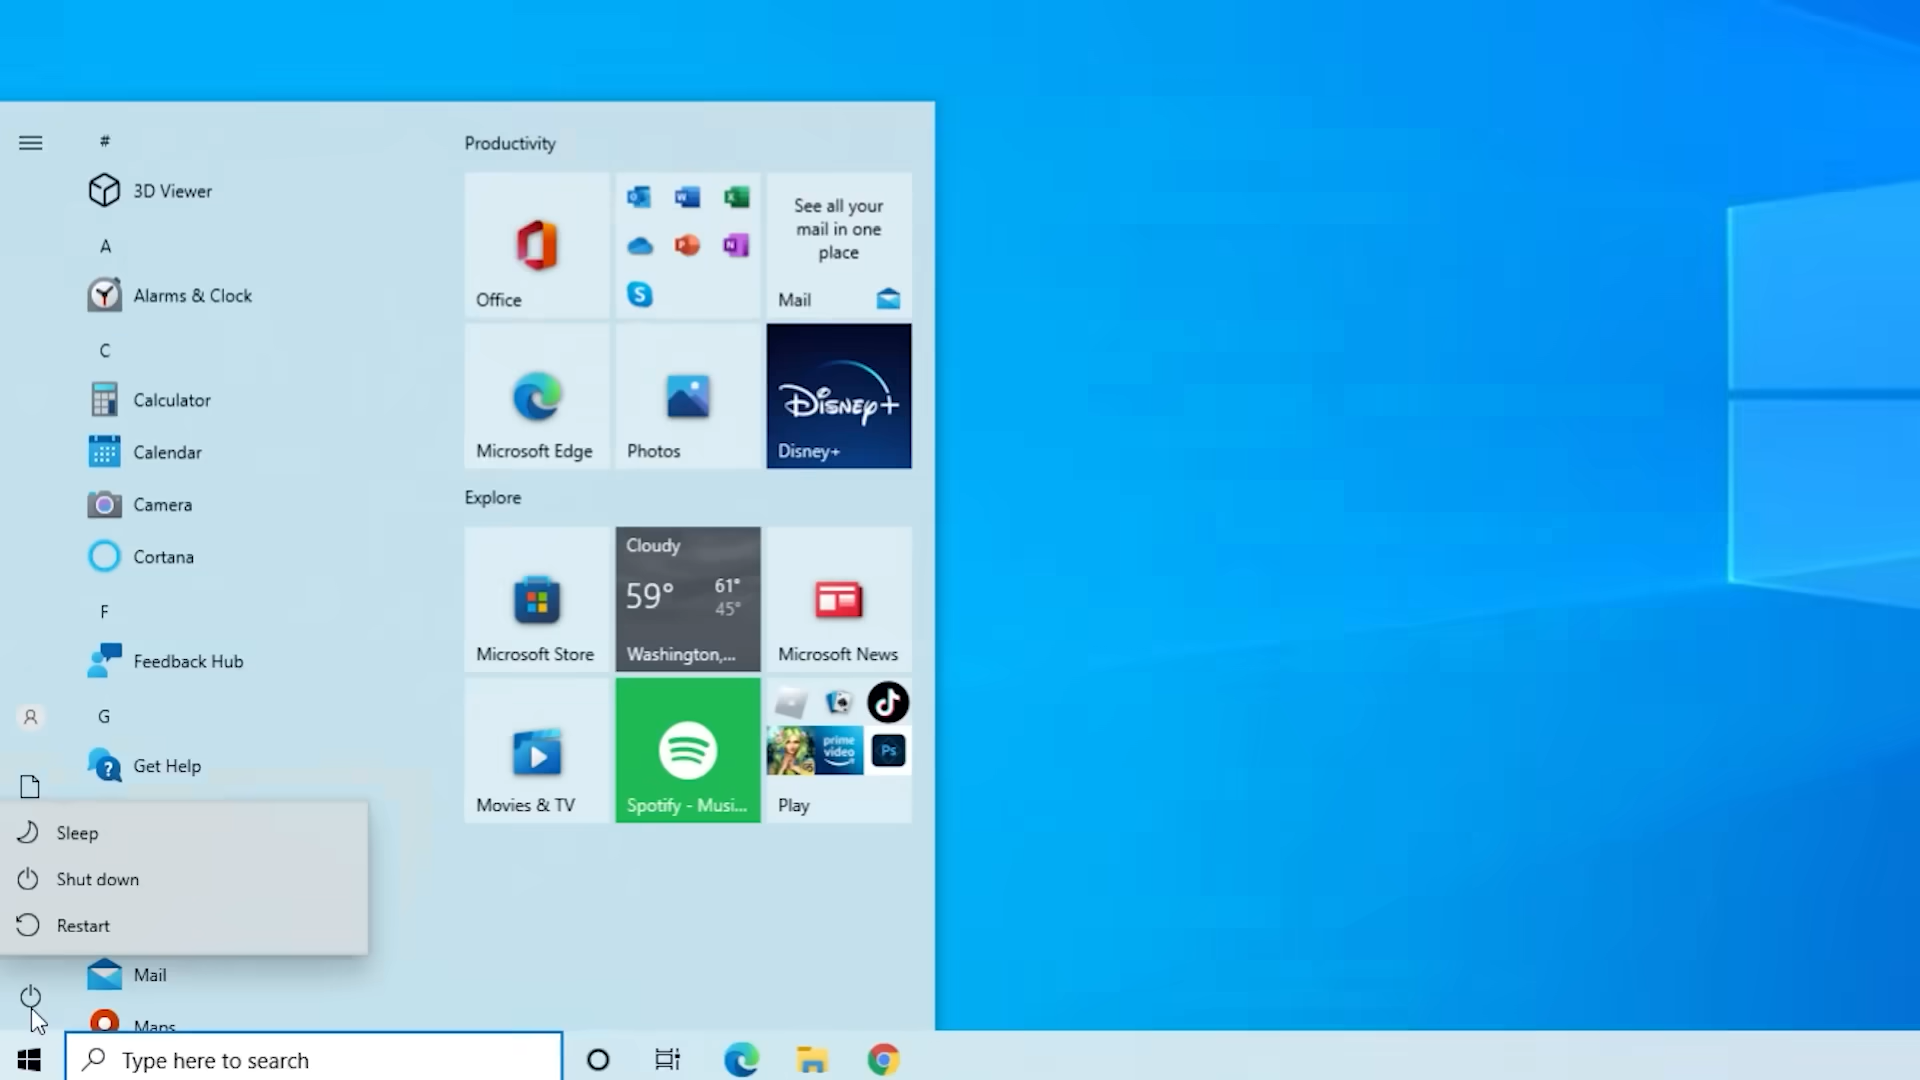 #
3D Viewer
A
Alarms & Clock
C
Calculator
Calendar
Camera
Cortana
F
Feedback Hub
G
Get Help
Sleep
Shut down
Restart
Mail
Maps
Productivity
Office
See all your
mail in one
place
Mail
Microsoft Edge
Photos
Disney+
Disney+
Explore
Microsoft Store
Cloudy
59°
61°
45°
Washington,...
Microsoft News
Movies & TV
Spotify - Musi...
prime
video
Ps
Play
Type here to search